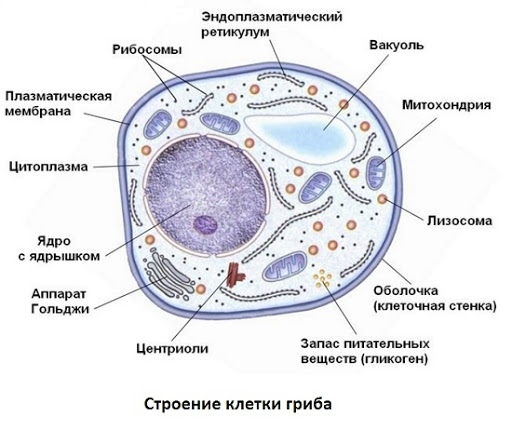 Эндоплазматический
ретикулум
Рибосомы
Вакуоль
Плазматическая
мембрана
Митохондрия
Цитоплазма
Лизосома
Ядро
с ядрышком
Аппарат
Гольджи
Оболочка
(клеточная стенка)
Центриоли
Запас питательных
веществ (гликоген)
Строение клетки гриба